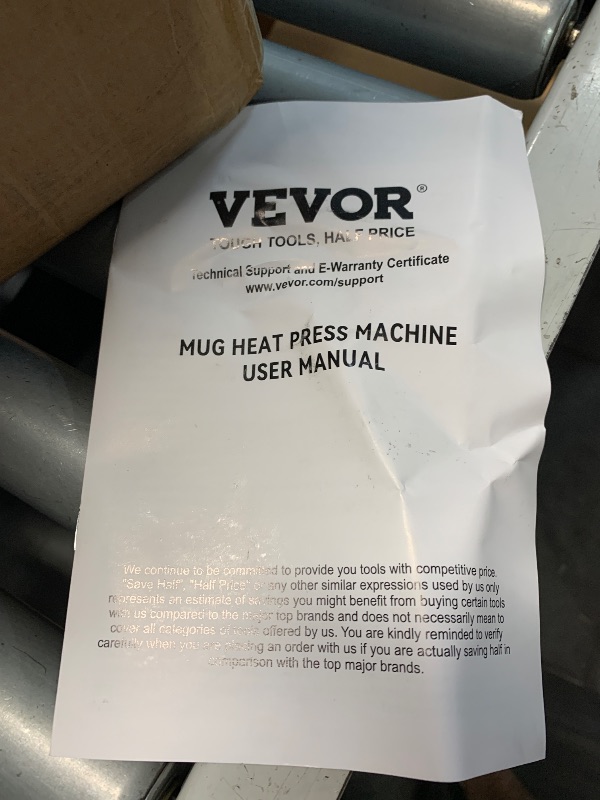 VEVOR®
TOUGH TOOLS, HALF PRICE
Technical Support and E-Warranty Certificate
www.vevor.com/support
MUG HEAT PRESS MACHINE
USER MANUAL
We continue to be committed to provide you tools with competitive price.
"Save Half", "Half Price" or any other similar expressions used by us only
represents an estimate of savings you might benefit from buying certain tools
with us compared to the major top brands and does not necessarily mean to
cover all categories of tools offered by us. You are kindly reminded to verify
carefully when you are placing an order with us if you are actually saving half in
comparison with the top major brands.